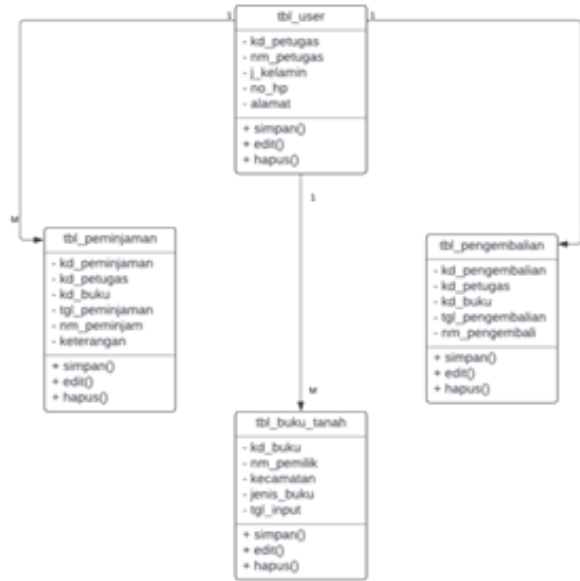 1
tbl_user
1
- kd_petugas
- nm_petugas
- j_kelamin
- no_hp
- alamat
+ simpan()
+ edit()
+ hapus()
1
M
tbl_peminjaman
- kd_peminjaman
- kd_petugas
- kd_buku
- tgl_peminjaman
- nm_peminjam
- keterangan
+ simpan()
+ edit()
+ hapus()
tbl_pengembalian
- kd_pengembalian
- kd_petugas
- kd_buku
- tgl_pengembalian
- nm_pengembali
+ simpan()
+ edit()
+ hapus()
M
tbl_buku_tanah
- kd_buku
- nm_pemilik
- kecamatan
- jenis_buku
- tgl_input
+ simpan()
+ edit()
+ hapus()